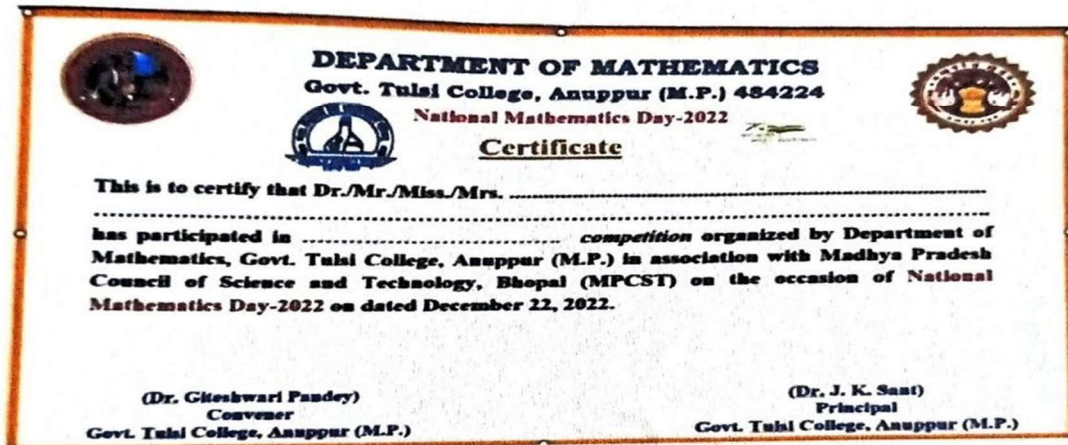 DEPARTMENT OF MATHEMATICS
Govt. Tulsi College, Anuppur (M.P.) 484224
National Mathematics Day-2022
Certificate
This is to certify that Dr./Mr./Miss./Mrs. ................................................................
................................................................................................................................
has participated in ........................................ competition organized by Department of
Mathematics, Govt. Tulsi College, Anuppur (M.P.) in association with Madhya Pradesh
Council of Science and Technology, Bhopal (MPCST) on the occasion of National
Mathematics Day-2022 on dated December 22, 2022.
(Dr. Giteshwari Pandey)
Convener
Govt. Tulsi College, Anuppur (M.P.)
(Dr. J. K. Sant)
Principal
Govt. Tulsi College, Anuppur (M.P.)